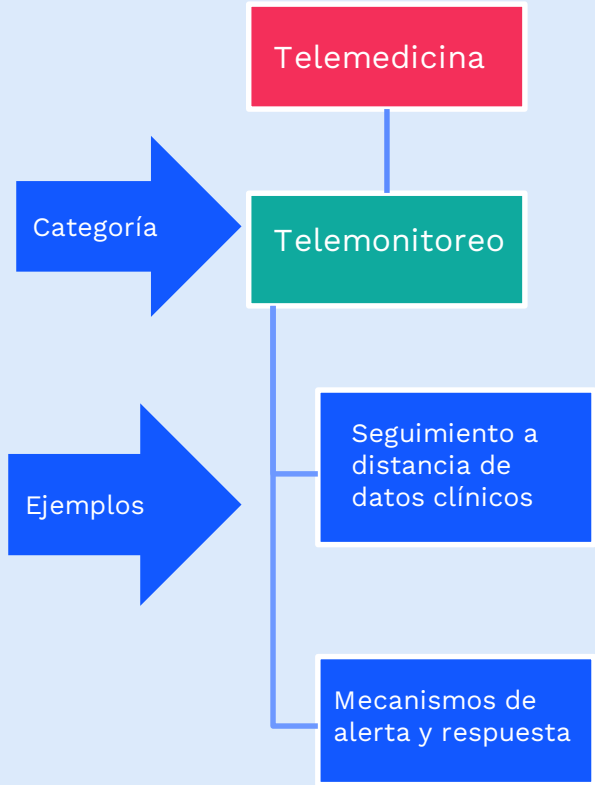 Telemedicina
Categoría
Telemonitoreo
Seguimiento a
distancia de
datos clínicos
Ejemplos
Mecanismos de
alerta y respuesta